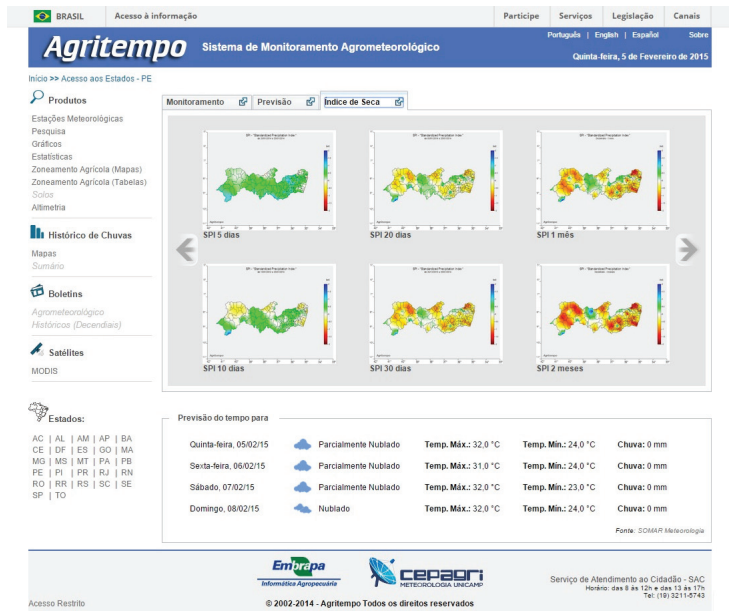 BRASIL Acesso à informação Participe Serviços Legislação Canais
Agritempo Sistema de Monitoramento Agrometeorológico
Português | English | Español Sobre
Quinta-feira, 5 de Fevereiro de 2015
Início >> Acesso aos Estados - PE
Produtos
Estações Meteorológicas
Pesquisa
Gráficos
Estatísticas
Zoneamento Agrícola (Mapas)
Zoneamento Agrícola (Tabelas)
Solos
Altimetria
Histórico de Chuvas
Mapas
Sumário
Boletins
Agrometeorológico
Históricos (Decendiais)
Satélites
MODIS
Estados:
AC | AL | AM | AP | BA
CE | DF | ES | GO | MA
MG | MS | MT | PA | PB
PE | PI | PR | RJ | RN
RO | RR | RS | SC | SE
SP | TO
Monitoramento Previsão Índice de Seca
SPI 5 dias SPI 20 dias SPI 1 mês
SPI 10 dias SPI 30 dias SPI 2 meses
Previsão do tempo para
Quinta-feira, 05/02/15 Parcialmente Nublado Temp. Máx.: 32,0 °C Temp. Mín.: 24,0 °C Chuva: 0 mm
Sexta-feira, 06/02/15 Parcialmente Nublado Temp. Máx.: 31,0 °C Temp. Mín.: 24,0 °C Chuva: 0 mm
Sábado, 07/02/15 Parcialmente Nublado Temp. Máx.: 32,0 °C Temp. Mín.: 23,0 °C Chuva: 0 mm
Domingo, 08/02/15 Nublado Temp. Máx.: 32,0 °C Temp. Mín.: 24,0 °C Chuva: 0 mm
Fonte: SOMAR Meteorologia
Embrapa
Informática Agropecuária
cepagri
METEOROLOGIA UNICAMP
Serviço de Atendimento ao Cidadão - SAC
Horário: das 8 às 12h e das 13 às 17h
Tel: (19) 3211-5743
Acesso Restrito
© 2002-2014 - Agritempo Todos os direitos reservados